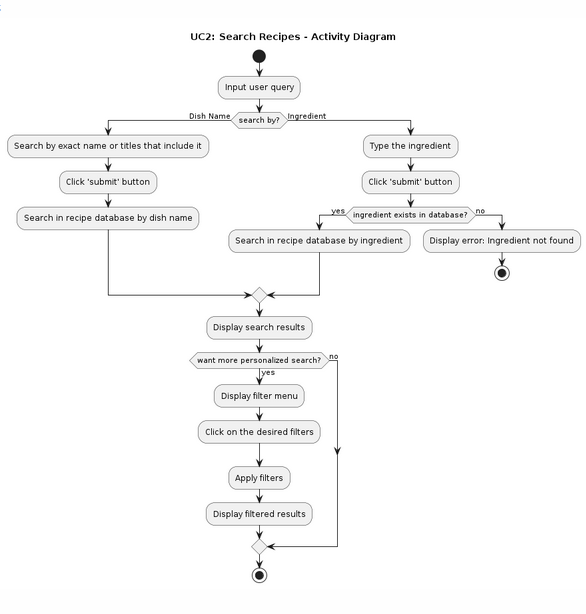 UC2: Search Recipes - Activity Diagram
Input user query
Dish Name
search by?
Ingredient
Search by exact name or titles that include it
Type the ingredient
Click 'submit' button
Click 'submit' button
Search in recipe database by dish name
yes
ingredient exists in database?
no
Search in recipe database by ingredient
Display error: Ingredient not found
Display search results
want more personalized search?
no
yes
Display filter menu
Click on the desired filters
Apply filters
Display filtered results